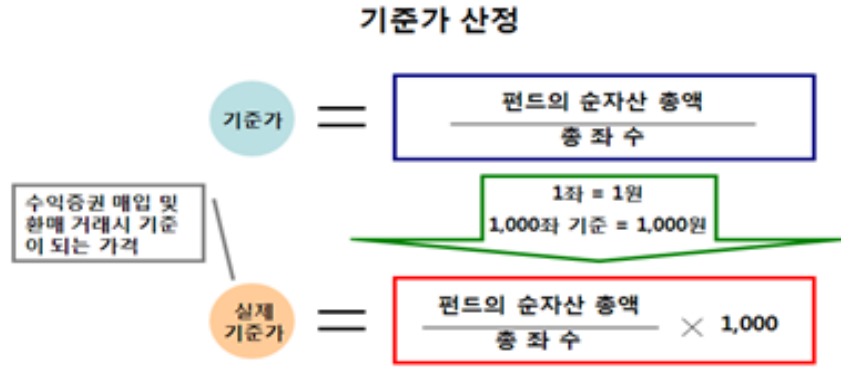 기준가 산정
기준가
=
펀드의 순자산 총액
총 좌 수
수익증권 매입 및
환매 거래시 기준
이 되는 가격
1좌 = 1원
1,000좌 기준 = 1,000원
실제
기준가
=
펀드의 순자산 총액
총 좌 수
× 1,000